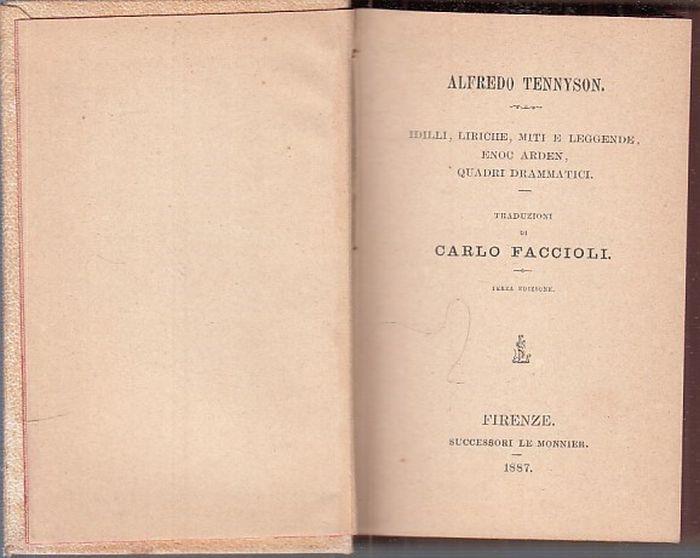 ALFREDO TENNYSON.
IDILLI, LIRICHE, MITI E LEGGENDE,
ENOC ARDEN,
QUADRI DRAMMATICI.
TRADUZIONI
DI
CARLO FACCIOLI.
TERZA EDIZIONE.
FIRENZE.
SUCCESSORI LE MONNIER.
1887.